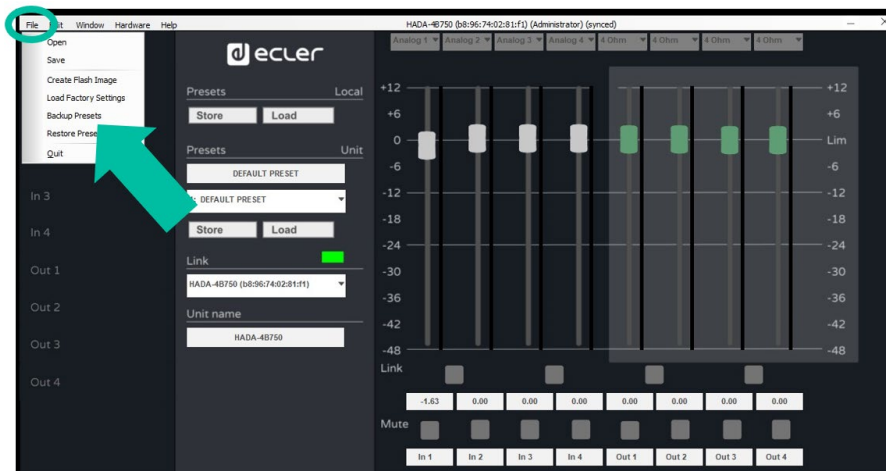 HADA-4B750 (b8:96:74:02:81:f1) (Administrator) (synced)
File Edit Window Hardware Help
Open
Save
Create Flash Image
Load Factory Settings
Backup Presets
Restore
Quit
In 3
In 4
Out 1
Out 2
Out 3
Out 4
ecler
Presets Local
Store Load
Presets Unit
DEFAULT PRESET
DEFAULT PRESET
Store Load
Link
HADA-4B750 (b8:96:74:02:81:f1)
Unit name
HADA-4B750
Analog 1 Analog 2 Analog 3 Analog 4 4 Ohm 4 Ohm 4 Ohm 4 Ohm
+12 +12
+6 +6
0 Lim
-6 -6
-12 -12
-18 -18
-24 -24
-30 -30
-36 -36
-42 -42
-48 -48
Link
-1.63 0.00 0.00 0.00 0.00 0.00 0.00 0.00
Mute
In 1 In 2 In 3 In 4 Out 1 Out 2 Out 3 Out 4